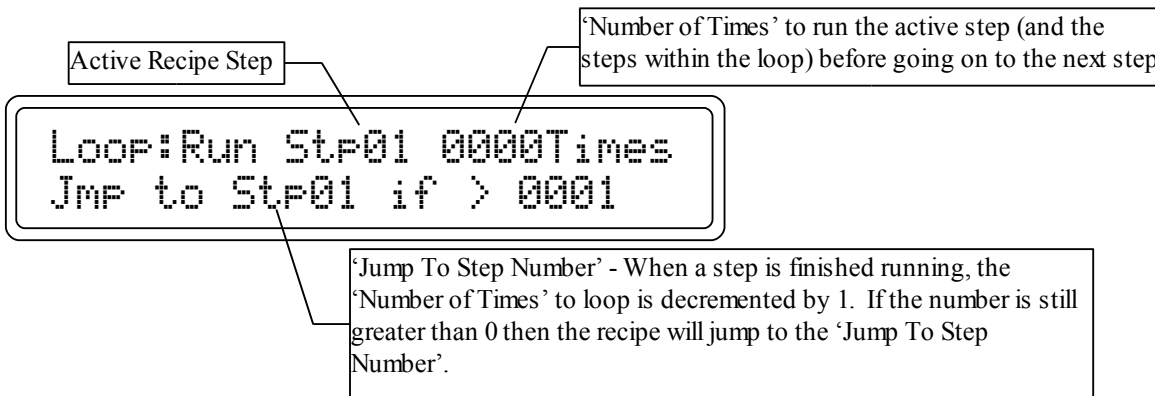 ‘Number of Times’ to run the active step (and the
steps within the loop) before going on to the next step
Active Recipe Step
Loop:Run Stp01 0000Times
Jmp to Stp01 if > 0001
‘Jump To Step Number’ - When a step is finished running, the
‘Number of Times’ to loop is decremented by 1. If the number is still
greater than 0 then the recipe will jump to the ‘Jump To Step
Number’.